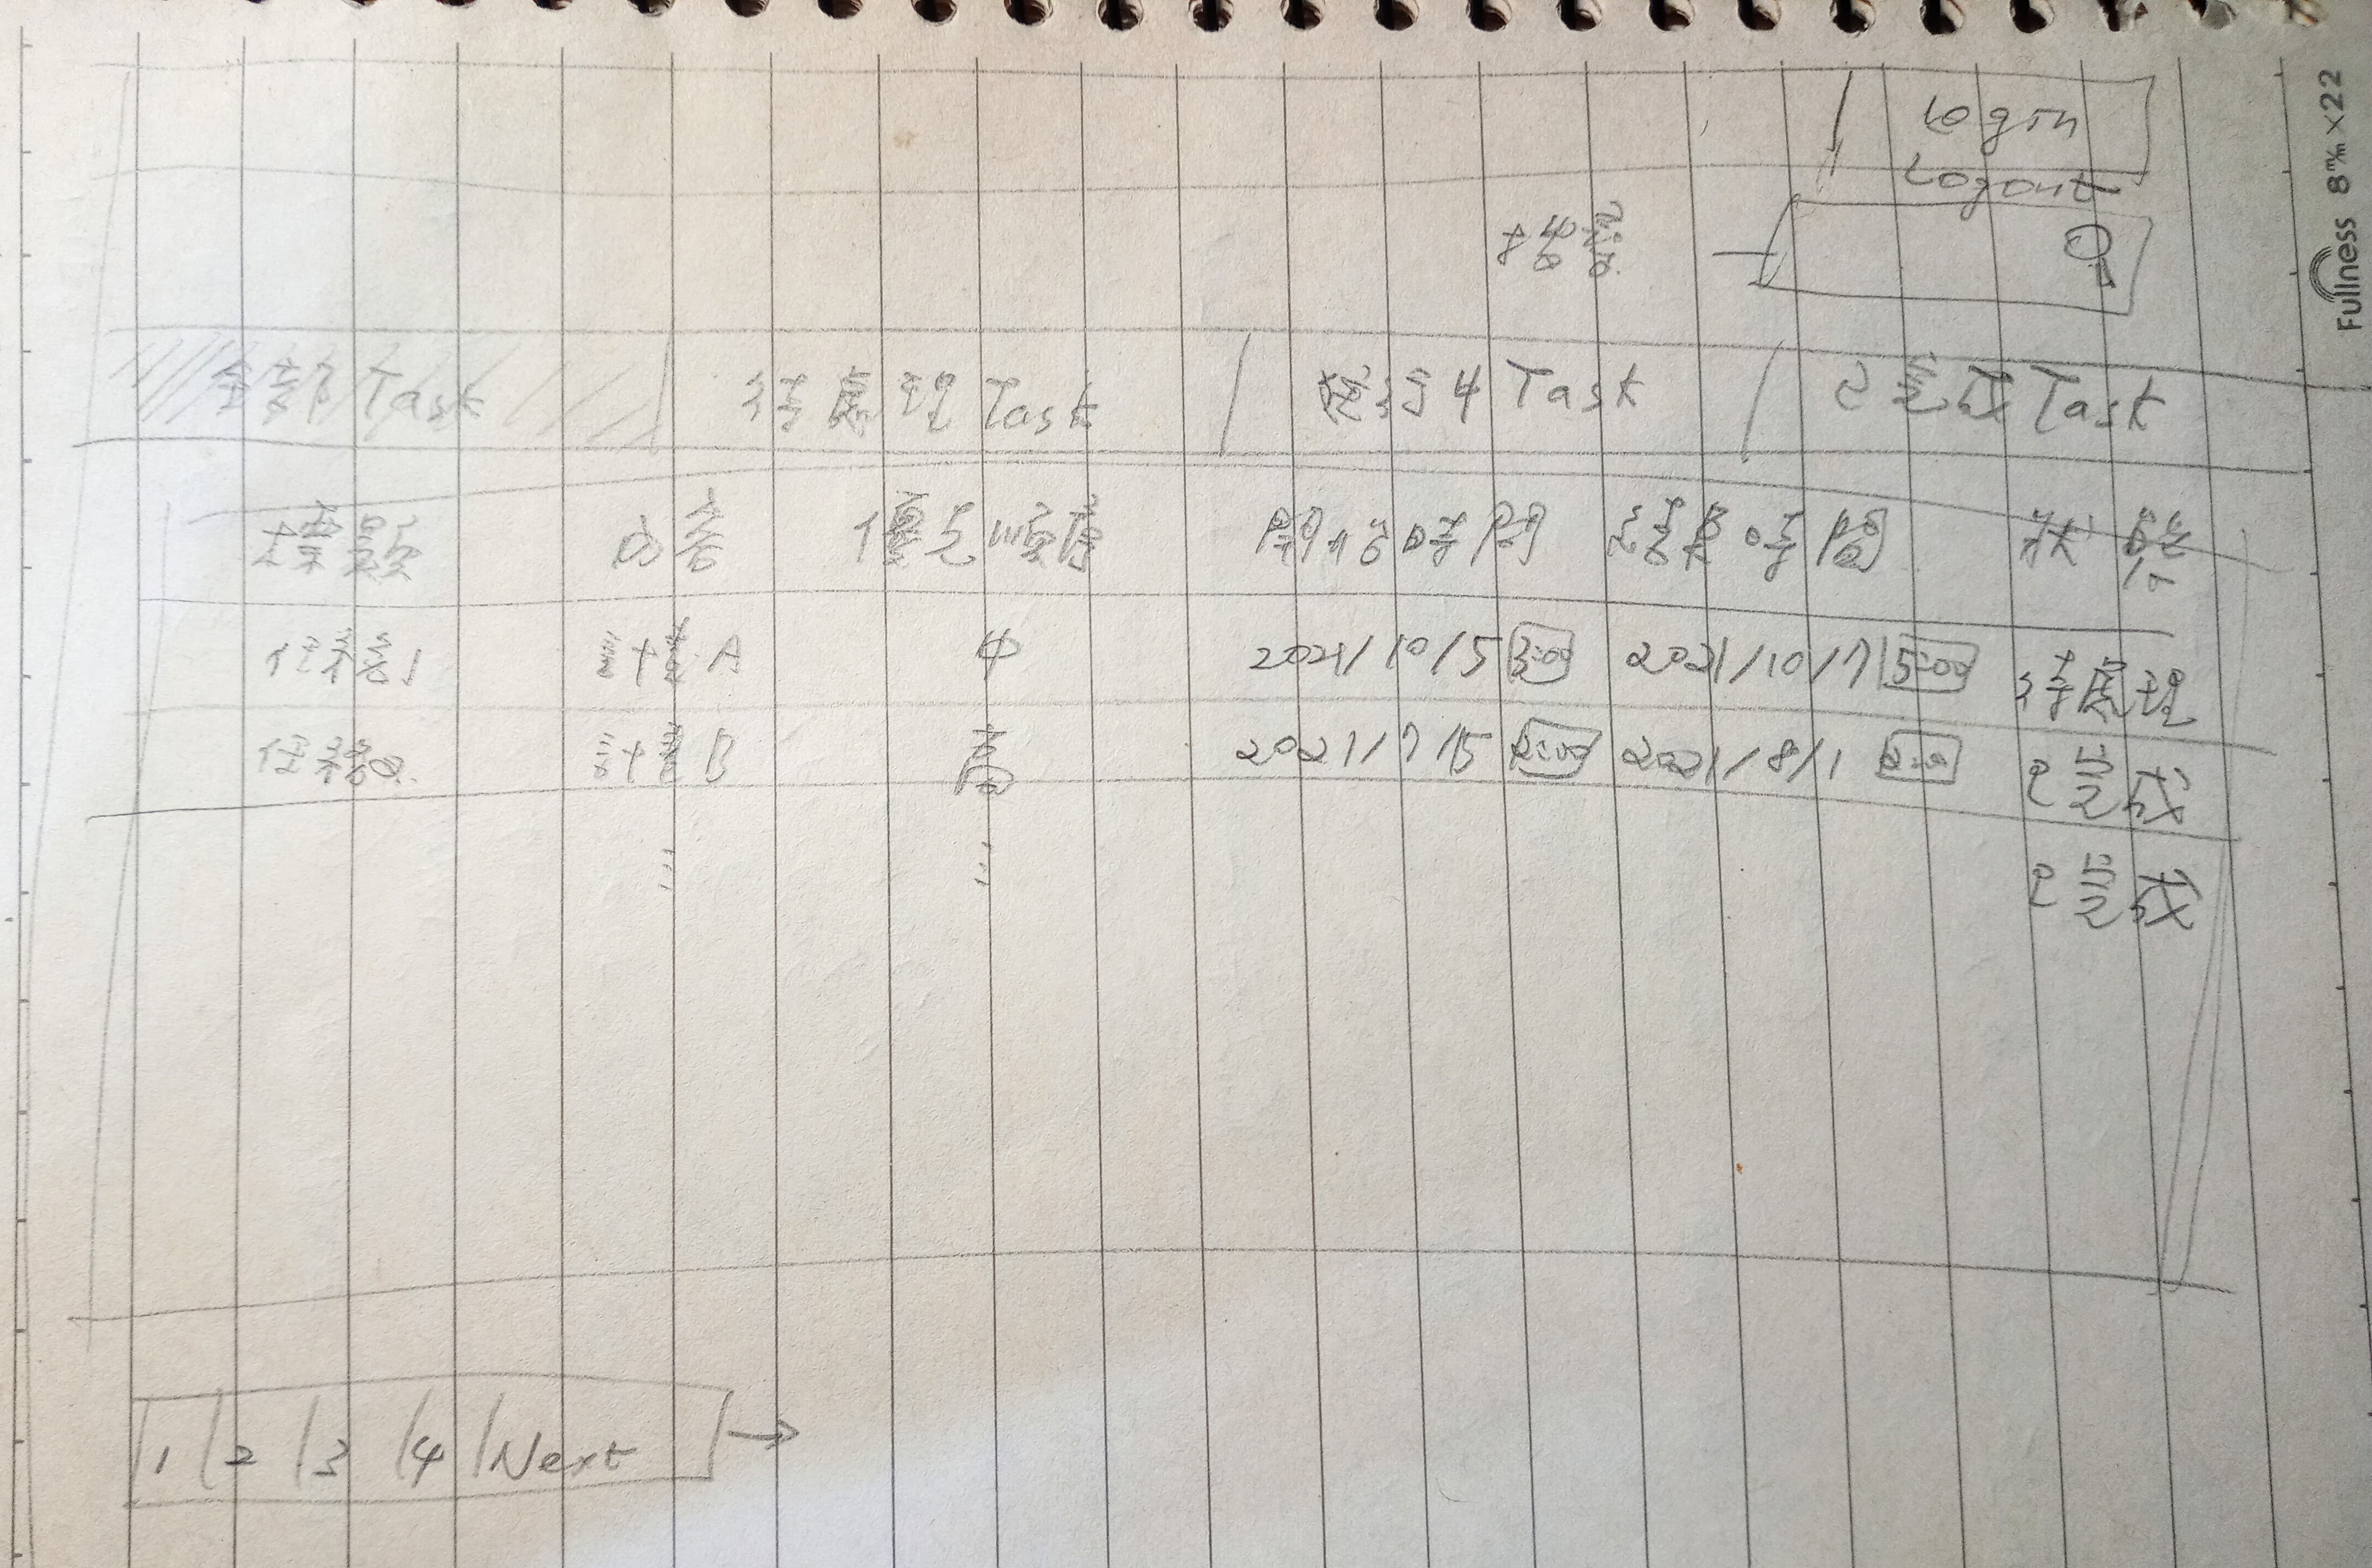 Login
Logout
搜尋
全部Task 待處理Task 進行中Task 已完成Task
標題 內容 優先順序 開始時間 結束時間 狀態
任務1 計畫A 中 2021/10/5 3:00 2021/10/7 5:00 待處理
任務2 計畫B 高 2021/7/15 2:00 2021/8/1 已完成
⋮ ⋮ 已完成
1 2 3 4 Next →
Fullness 8m/m×22